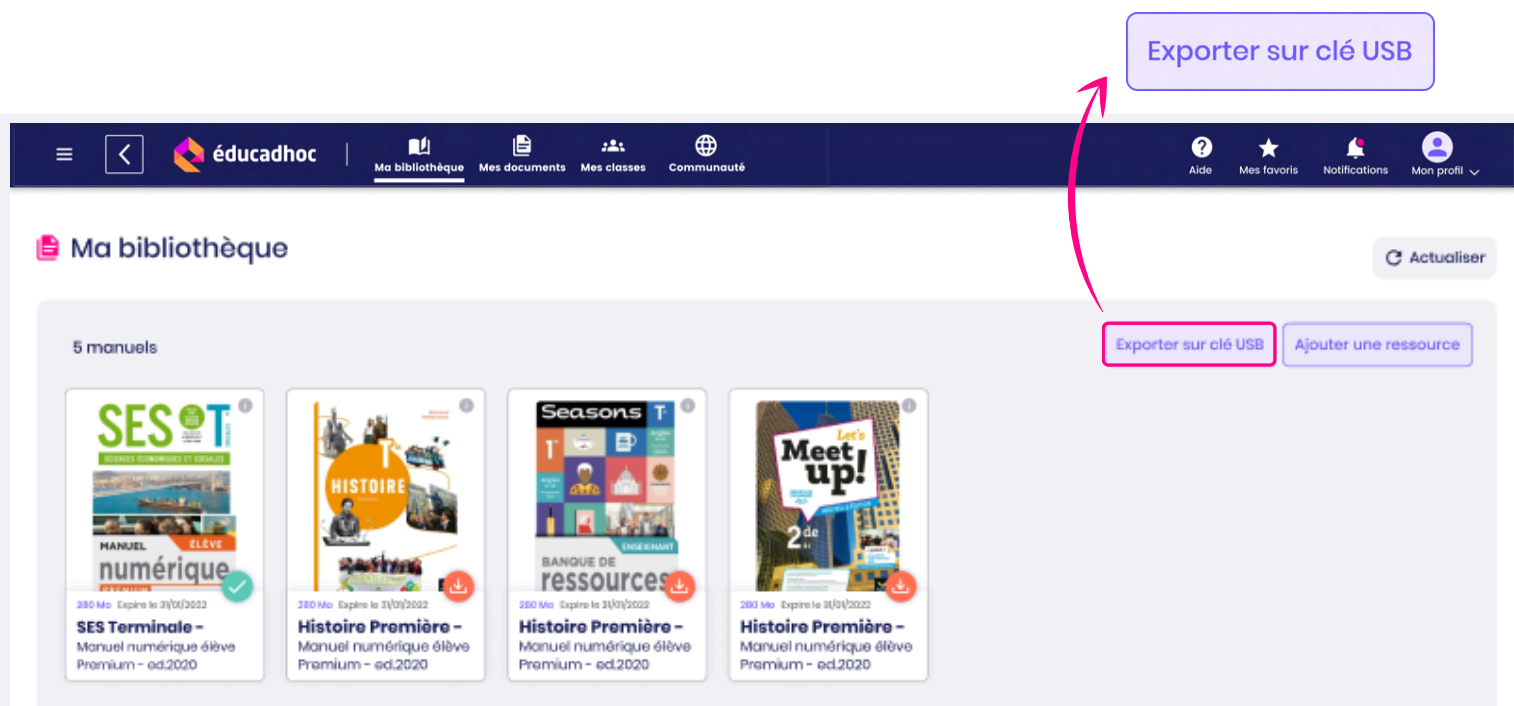 Exporter sur clé USB
éducadhoc
Ma bibliothèque
Mes documents
Mes classes
Communauté
Aide
Mes favoris
Notifications
Mon profil
Ma bibliothèque
Actualiser
5 manuels
Exporter sur clé USB
Ajouter une ressource
SES T
SCIENCES ÉCONOMIQUES ET SOCIALES
MANUEL ÉLÈVE
numérique
PREMIUM
280 Mo Expire le 31/01/2022
SES Terminale -
Manuel numérique élève
Premium - ed.2020
T
HISTOIRE
280 Mo Expire le 31/01/2022
Histoire Première -
Manuel numérique élève
Premium - ed.2020
Seasons T
1
ENSEIGNANT
BANQUE DE
ressources
280 Mo Expire le 31/01/2022
Histoire Première -
Manuel numérique élève
Premium - ed.2020
Let's
Meet
up!
2de
280 Mo Expire le 31/01/2022
Histoire Première -
Manuel numérique élève
Premium - ed.2020